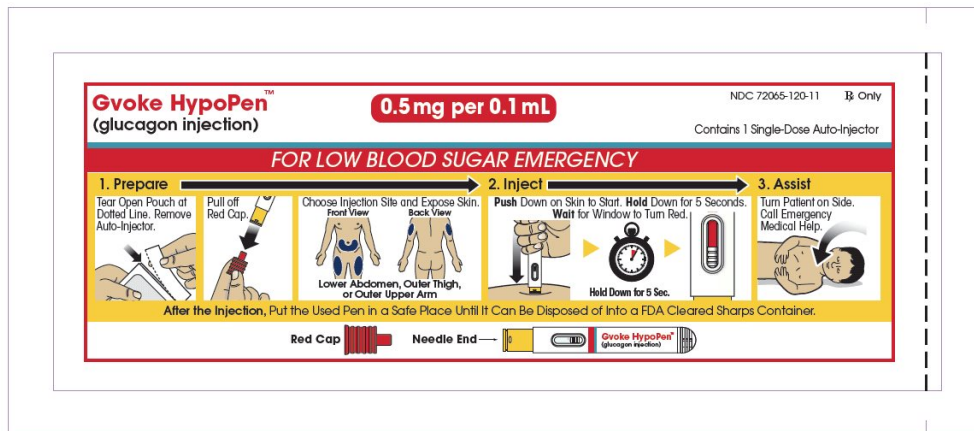 Gvoke HypoPen™
(glucagon injection)
0.5 mg per 0.1 mL
NDC 72065-120-11 ℞ Only
Contains 1 Single-Dose Auto-Injector
FOR LOW BLOOD SUGAR EMERGENCY
1. Prepare
Tear Open Pouch at
Dotted Line. Remove
Auto-Injector.
Pull off
Red Cap.
Choose Injection Site and Expose Skin.
Front View Back View
Lower Abdomen, Outer Thigh,
or Outer Upper Arm
2. Inject
Push Down on Skin to Start. Hold Down for 5 Seconds.
Wait for Window to Turn Red.
Hold Down for 5 Sec.
3. Assist
Turn Patient on Side.
Call Emergency
Medical Help.
After the Injection, Put the Used Pen in a Safe Place Until It Can Be Disposed of Into a FDA Cleared Sharps Container.
Red Cap
Needle End
Gvoke HypoPen™
(glucagon injection)